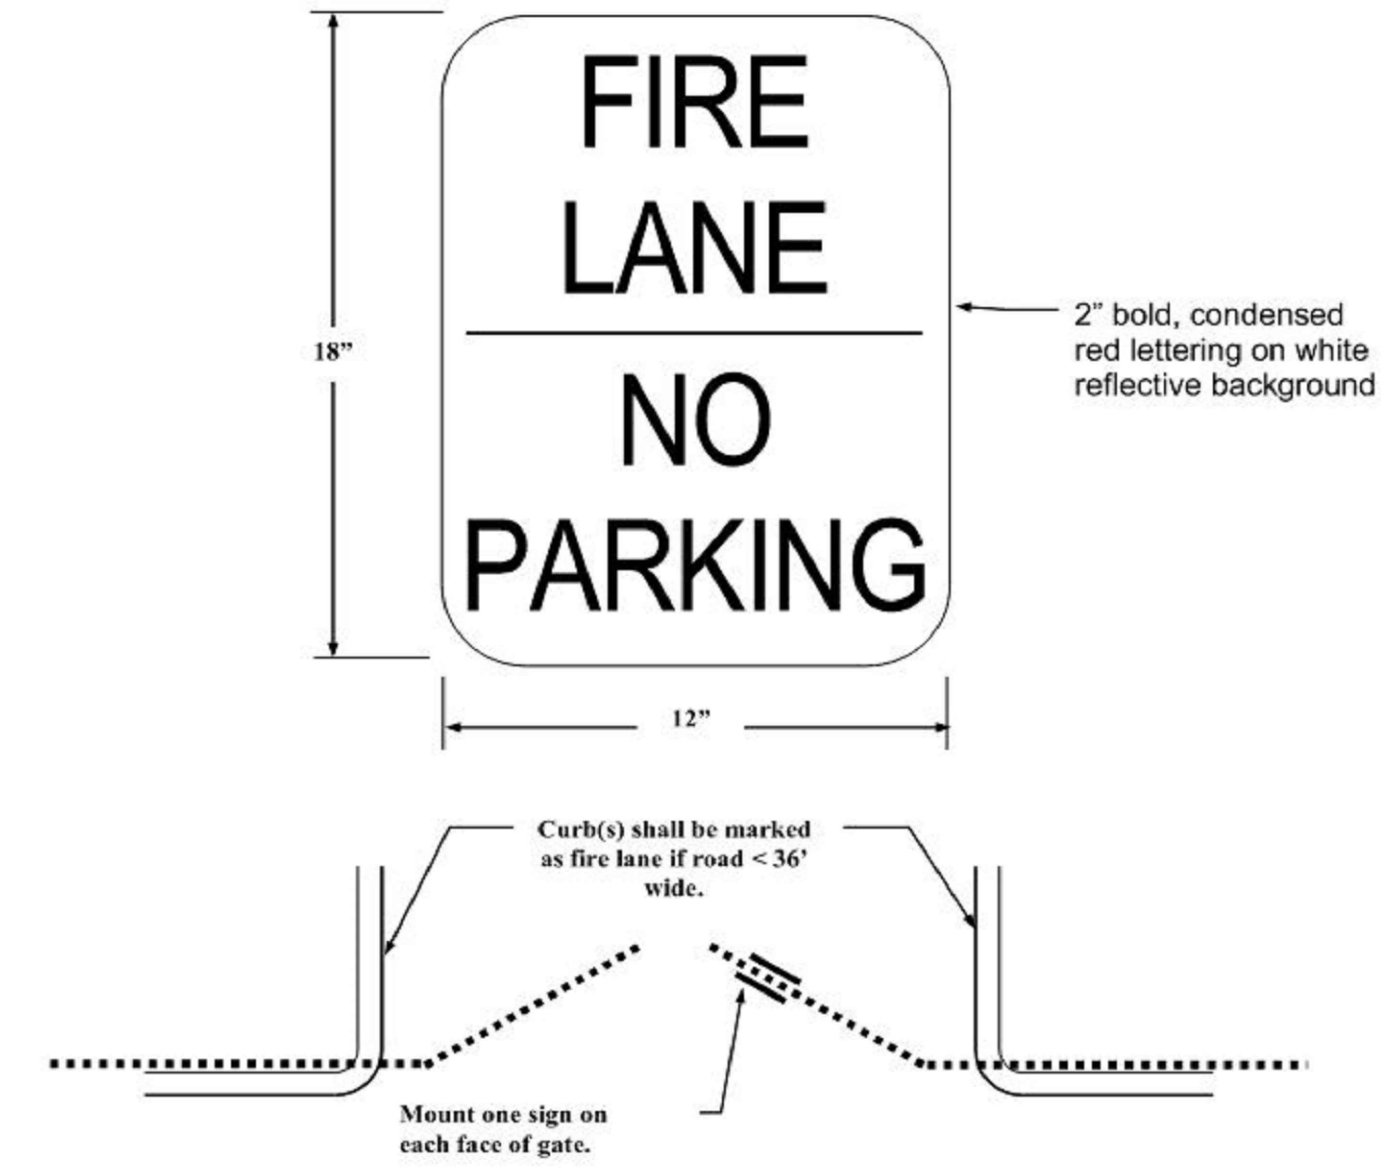 FIRE
LANE
NO
PARKING
18”
2” bold, condensed
red lettering on white
reflective background
12”
Curb(s) shall be marked
as fire lane if road < 36’
wide.
Mount one sign on
each face of gate.